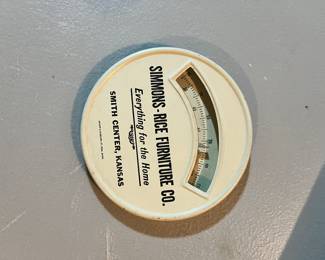 SIMMONS - RICE FURNITURE CO.
Everything for the Home
SMITH CENTER, KANSAS